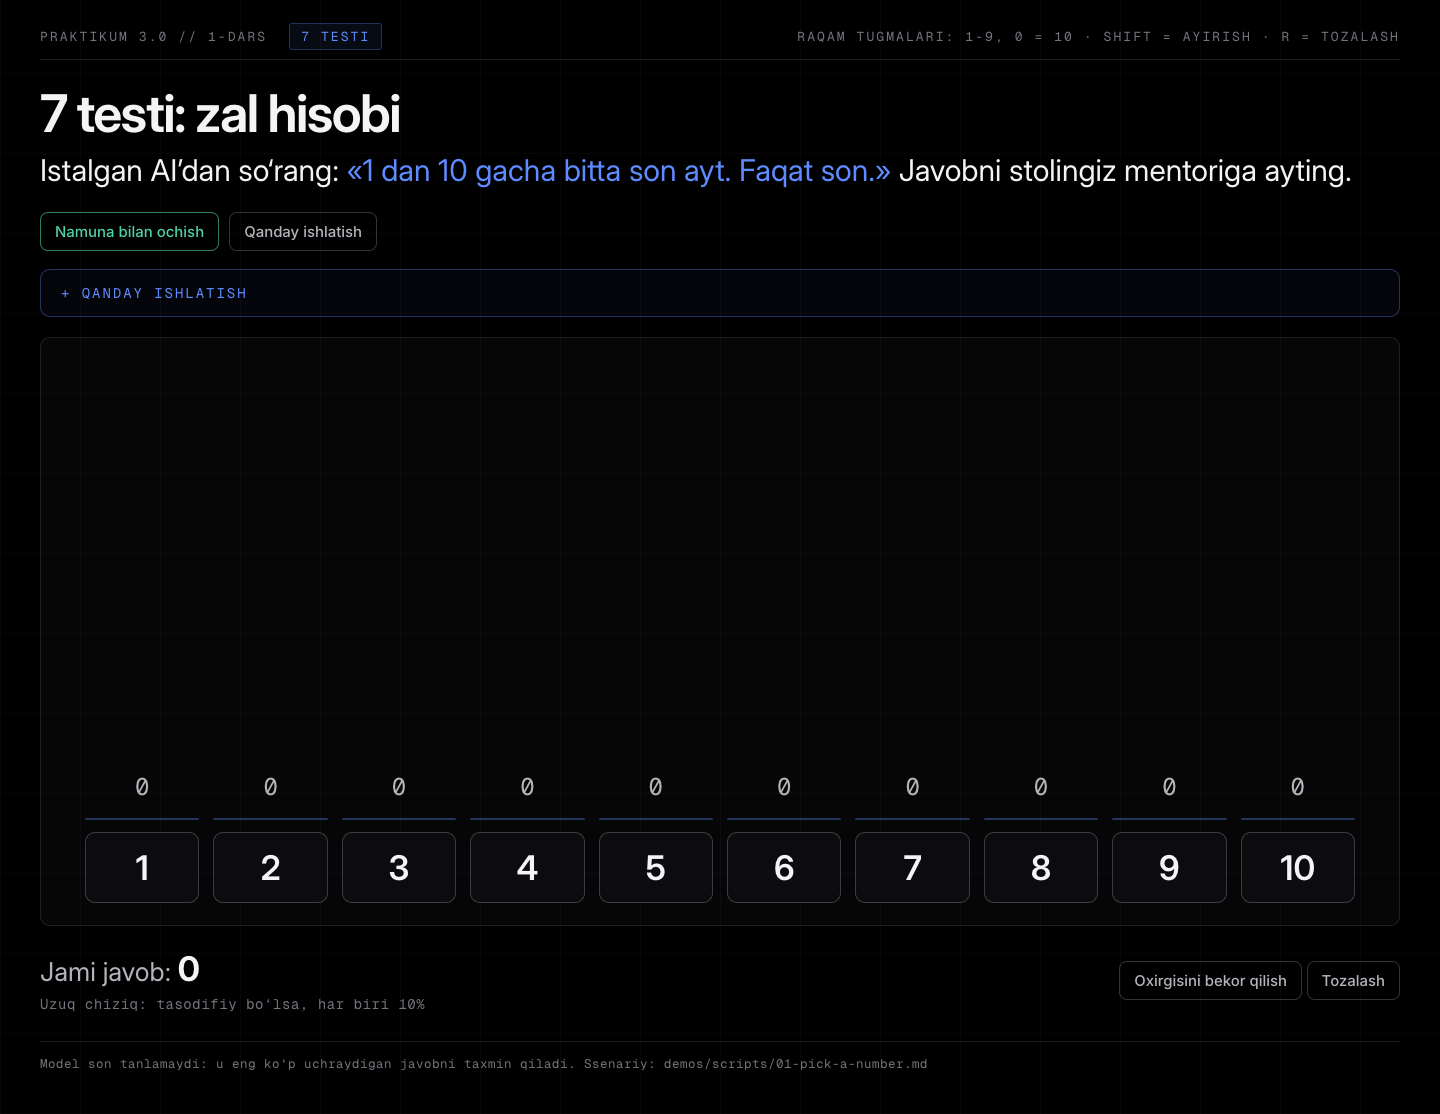 PRAKTIKUM 3.0 // 1-DARS
7 TESTI
RAQAM TUGMALARI: 1-9, 0 = 10 · SHIFT = AYIRISH · R = TOZALASH
7 testi: zal hisobi
Istalgan AI’dan so‘rang: «1 dan 10 gacha bitta son ayt. Faqat son.» Javobni stolingiz mentoriga ayting.
Namuna bilan ochish
Qanday ishlatish
+ QANDAY ISHLATISH
0 0 0 0 0 0 0 0 0 0
1 2 3 4 5 6 7 8 9 10
Jami javob: 0
Uzuq chiziq: tasodifiy bo‘lsa, har biri 10%
Oxirgisini bekor qilish
Tozalash
Model son tanlamaydi: u eng ko‘p uchraydigan javobni taxmin qiladi. Ssenariy: demos/scripts/01-pick-a-number.md